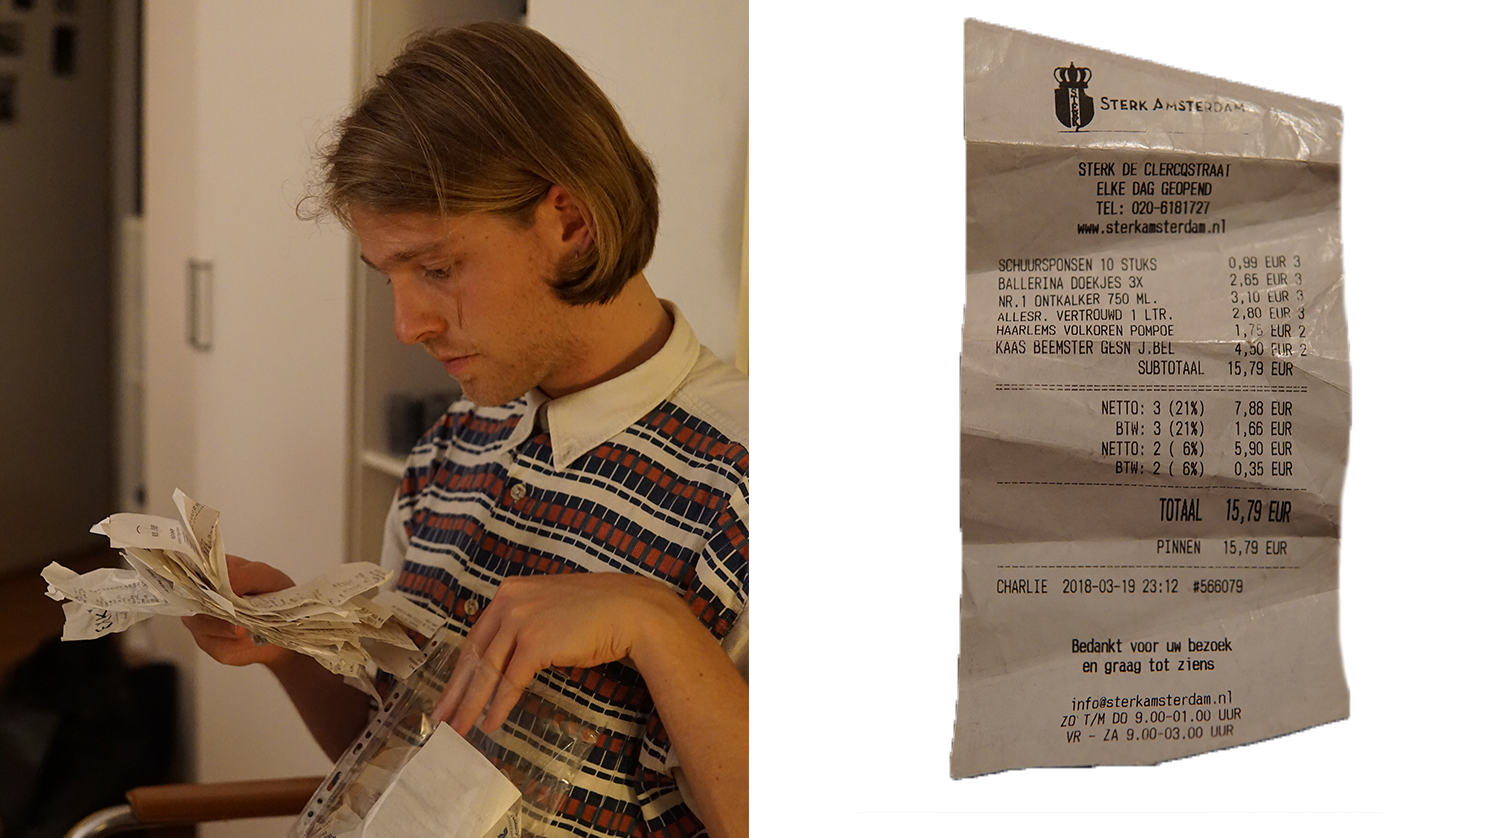 STERK
STERK AMSTERDAM
STERK DE CLERCQSTRAAT
ELKE DAG GEOPEND
TEL: 020-6181727
www.sterkamsterdam.nl
SCHUURSPONSEN 10 STUKS 0,99 EUR 3
BALLERINA DOEKJES 3X 2,65 EUR 3
NR.1 ONTKALKER 750 ML. 3,10 EUR 3
ALLESR. VERTROUWD 1 LTR. 2,80 EUR 3
HAARLEMS VOLKOREN POMPOE 1,75 EUR 2
KAAS BEEMSTER GESN J.BEL 4,50 EUR 2
SUBTOTAAL 15,79 EUR
NETTO: 3 (21%) 7,88 EUR
BTW: 3 (21%) 1,66 EUR
NETTO: 2 ( 6%) 5,90 EUR
BTW: 2 ( 6%) 0,35 EUR
TOTAAL 15,79 EUR
PINNEN 15,79 EUR
CHARLIE 2018-03-19 23:12 #566079
Bedankt voor uw bezoek
en graag tot ziens
info@sterkamsterdam.nl
ZO T/M DO 9.00-01.00 UUR
VR - ZA 9.00-03.00 UUR